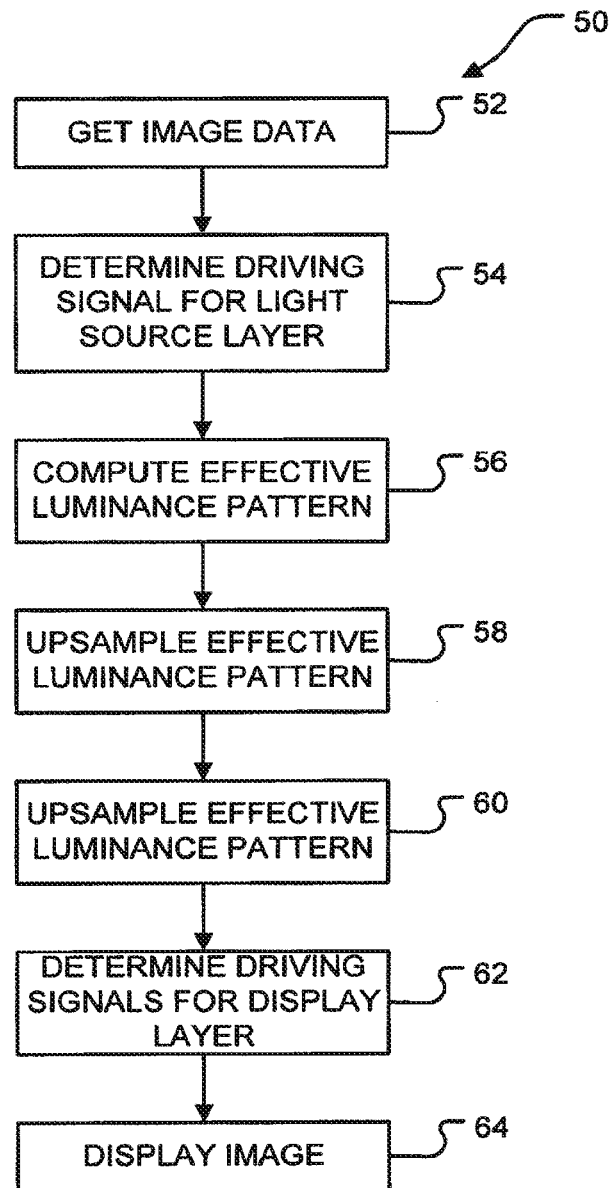 50
GET IMAGE DATA
52
DETERMINE DRIVING
SIGNAL FOR LIGHT
SOURCE LAYER
54
COMPUTE EFFECTIVE
LUMINANCE PATTERN
56
UPSAMPLE EFFECTIVE
LUMINANCE PATTERN
58
UPSAMPLE EFFECTIVE
LUMINANCE PATTERN
60
DETERMINE DRIVING
SIGNALS FOR DISPLAY
LAYER
62
DISPLAY IMAGE
64